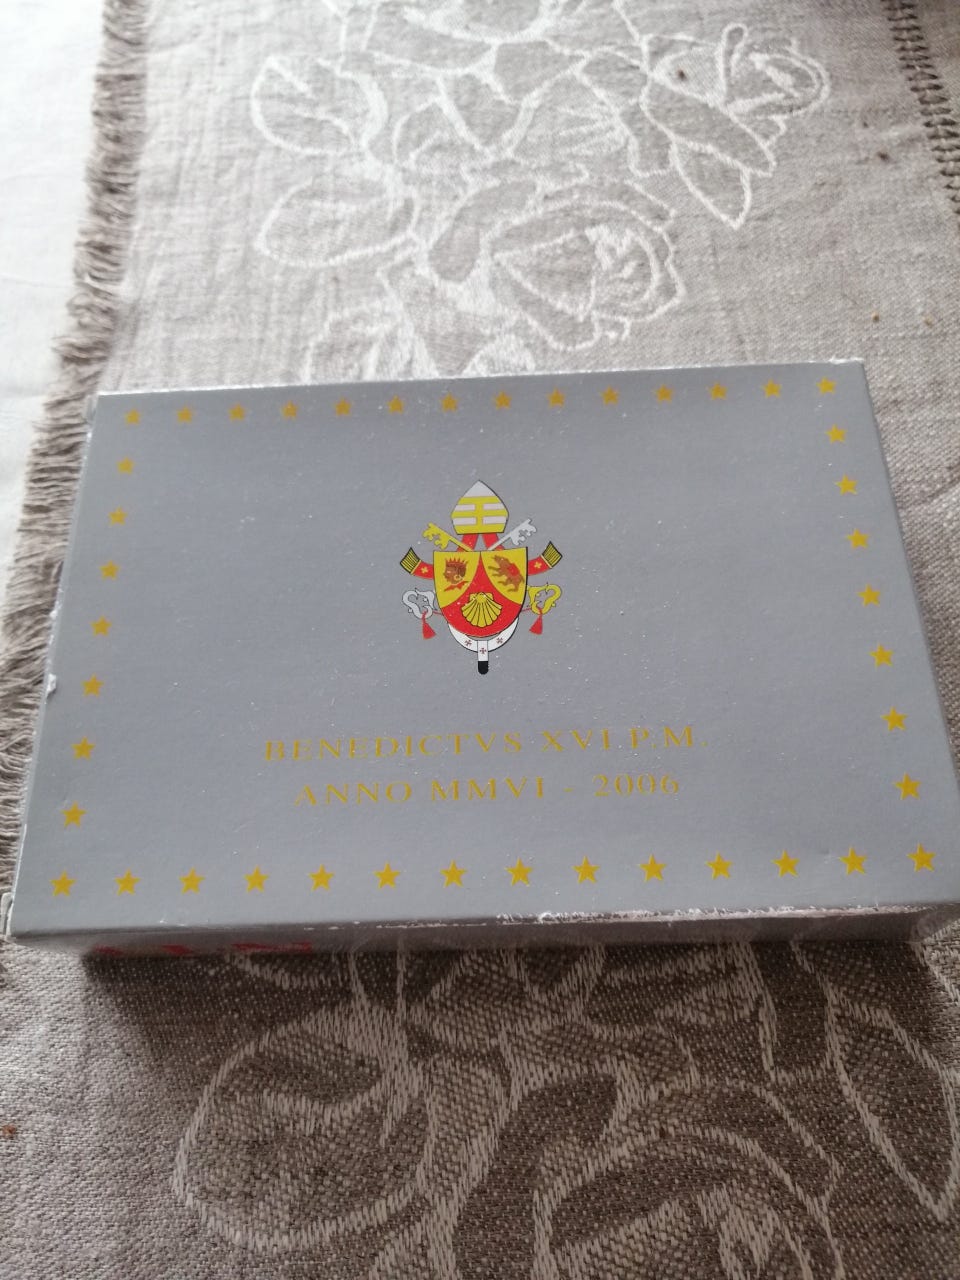 BENEDICTVS XVI P.M.
ANNO MMVI - 2006